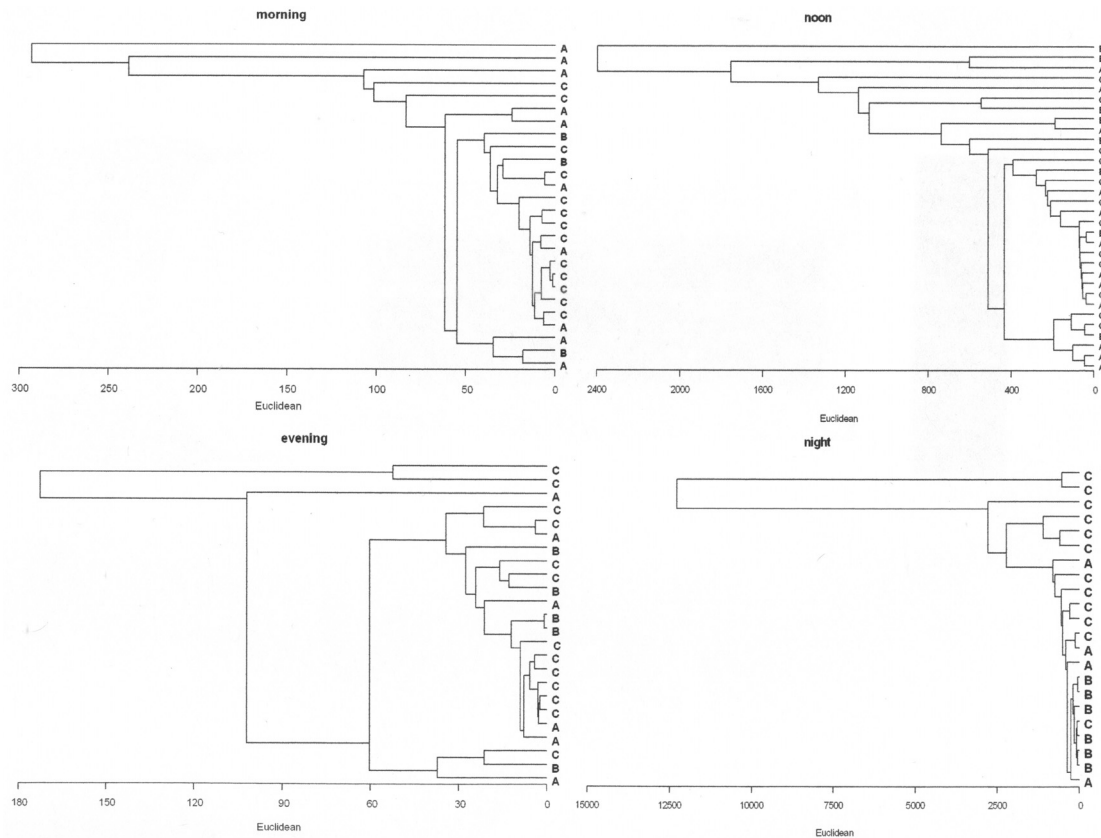 morning
A
A
A
C
C
A
A
B
C
B
C
A
C
C
C
C
A
C
C
C
C
C
A
A
B
A
300 250 200 150 100 50 0
Euclidean
noon
2400 2000 1600 1200 800 400 0
Euclidean
evening
C
C
A
C
C
A
B
C
C
B
A
B
B
C
C
C
C
C
C
A
A
C
B
A
180 150 120 90 60 30 0
Euclidean
night
C
C
C
C
C
C
A
C
C
C
C
C
A
A
B
B
B
C
B
B
B
A
15000 12500 10000 7500 5000 2500 0
Euclidean